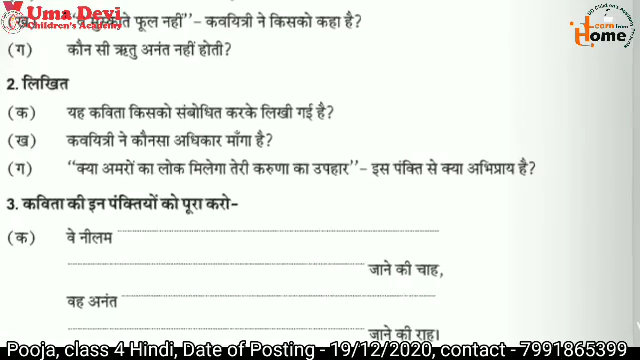 Uma Devi
Children's Academy
"वे मुस्काते फूल नहीं"- कवयित्री ने किसको कहा है?
(ग) कौन सी ऋतु अनंत नहीं होती?
2. लिखित
(क) यह कविता किसको संबोधित करके लिखी गई है?
(ख) कवयित्री ने कौनसा अधिकार माँगा है?
(ग) "क्या अमरों का लोक मिलेगा तेरी करुणा का उपहार"- इस पंक्ति से क्या अभिप्राय है?
3. कविता की इन पंक्तियों को पूरा करो-
(क) वे नीलम
जाने की चाह,
वह अनंत
जाने की राह।
Home
Pooja, class 4 Hindi, Date of Posting - 19/12/2020, contact - 7991865399